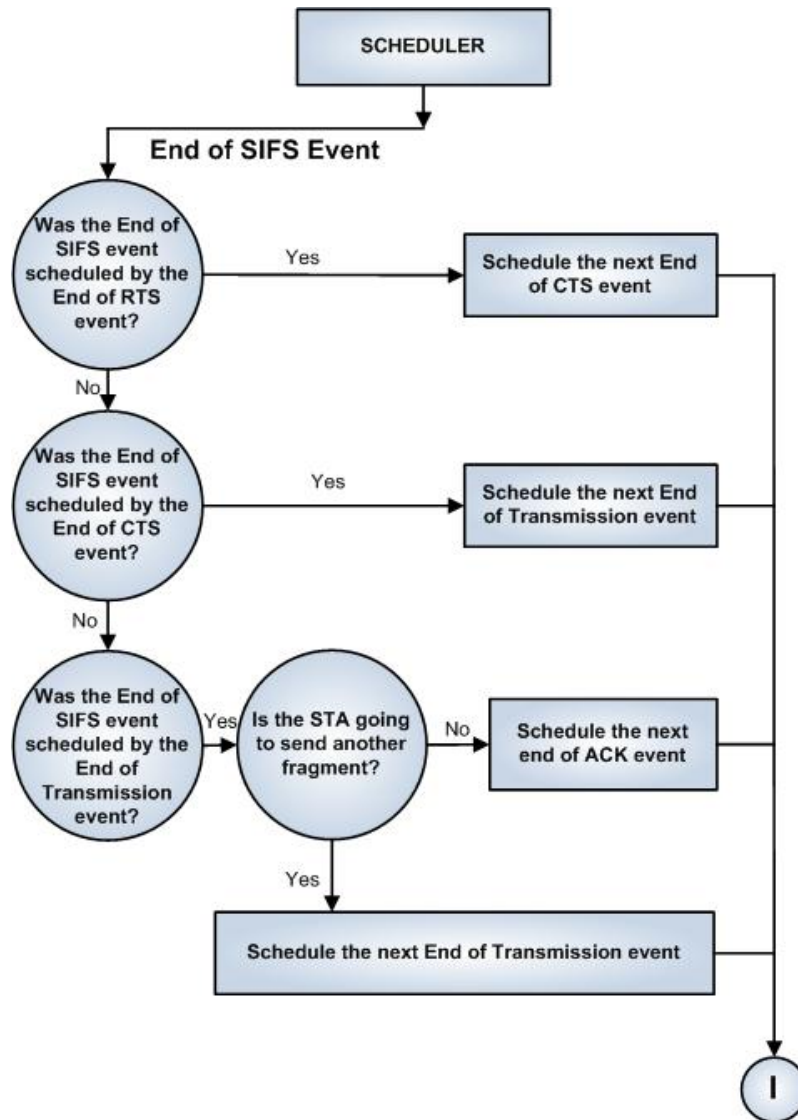 SCHEDULER
End of SIFS Event
Was the End of
SIFS event
scheduled by the
End of RTS
event?
Yes
Schedule the next End
of CTS event
No
Was the End of
SIFS event
scheduled by the
End of CTS
event?
Yes
Schedule the next End
of Transmission event
No
Was the End of
SIFS event
scheduled by the
End of
Transmission
event?
Yes
Is the STA going
to send another
fragment?
No
Schedule the next
end of ACK event
Yes
Schedule the next End of Transmission event
I